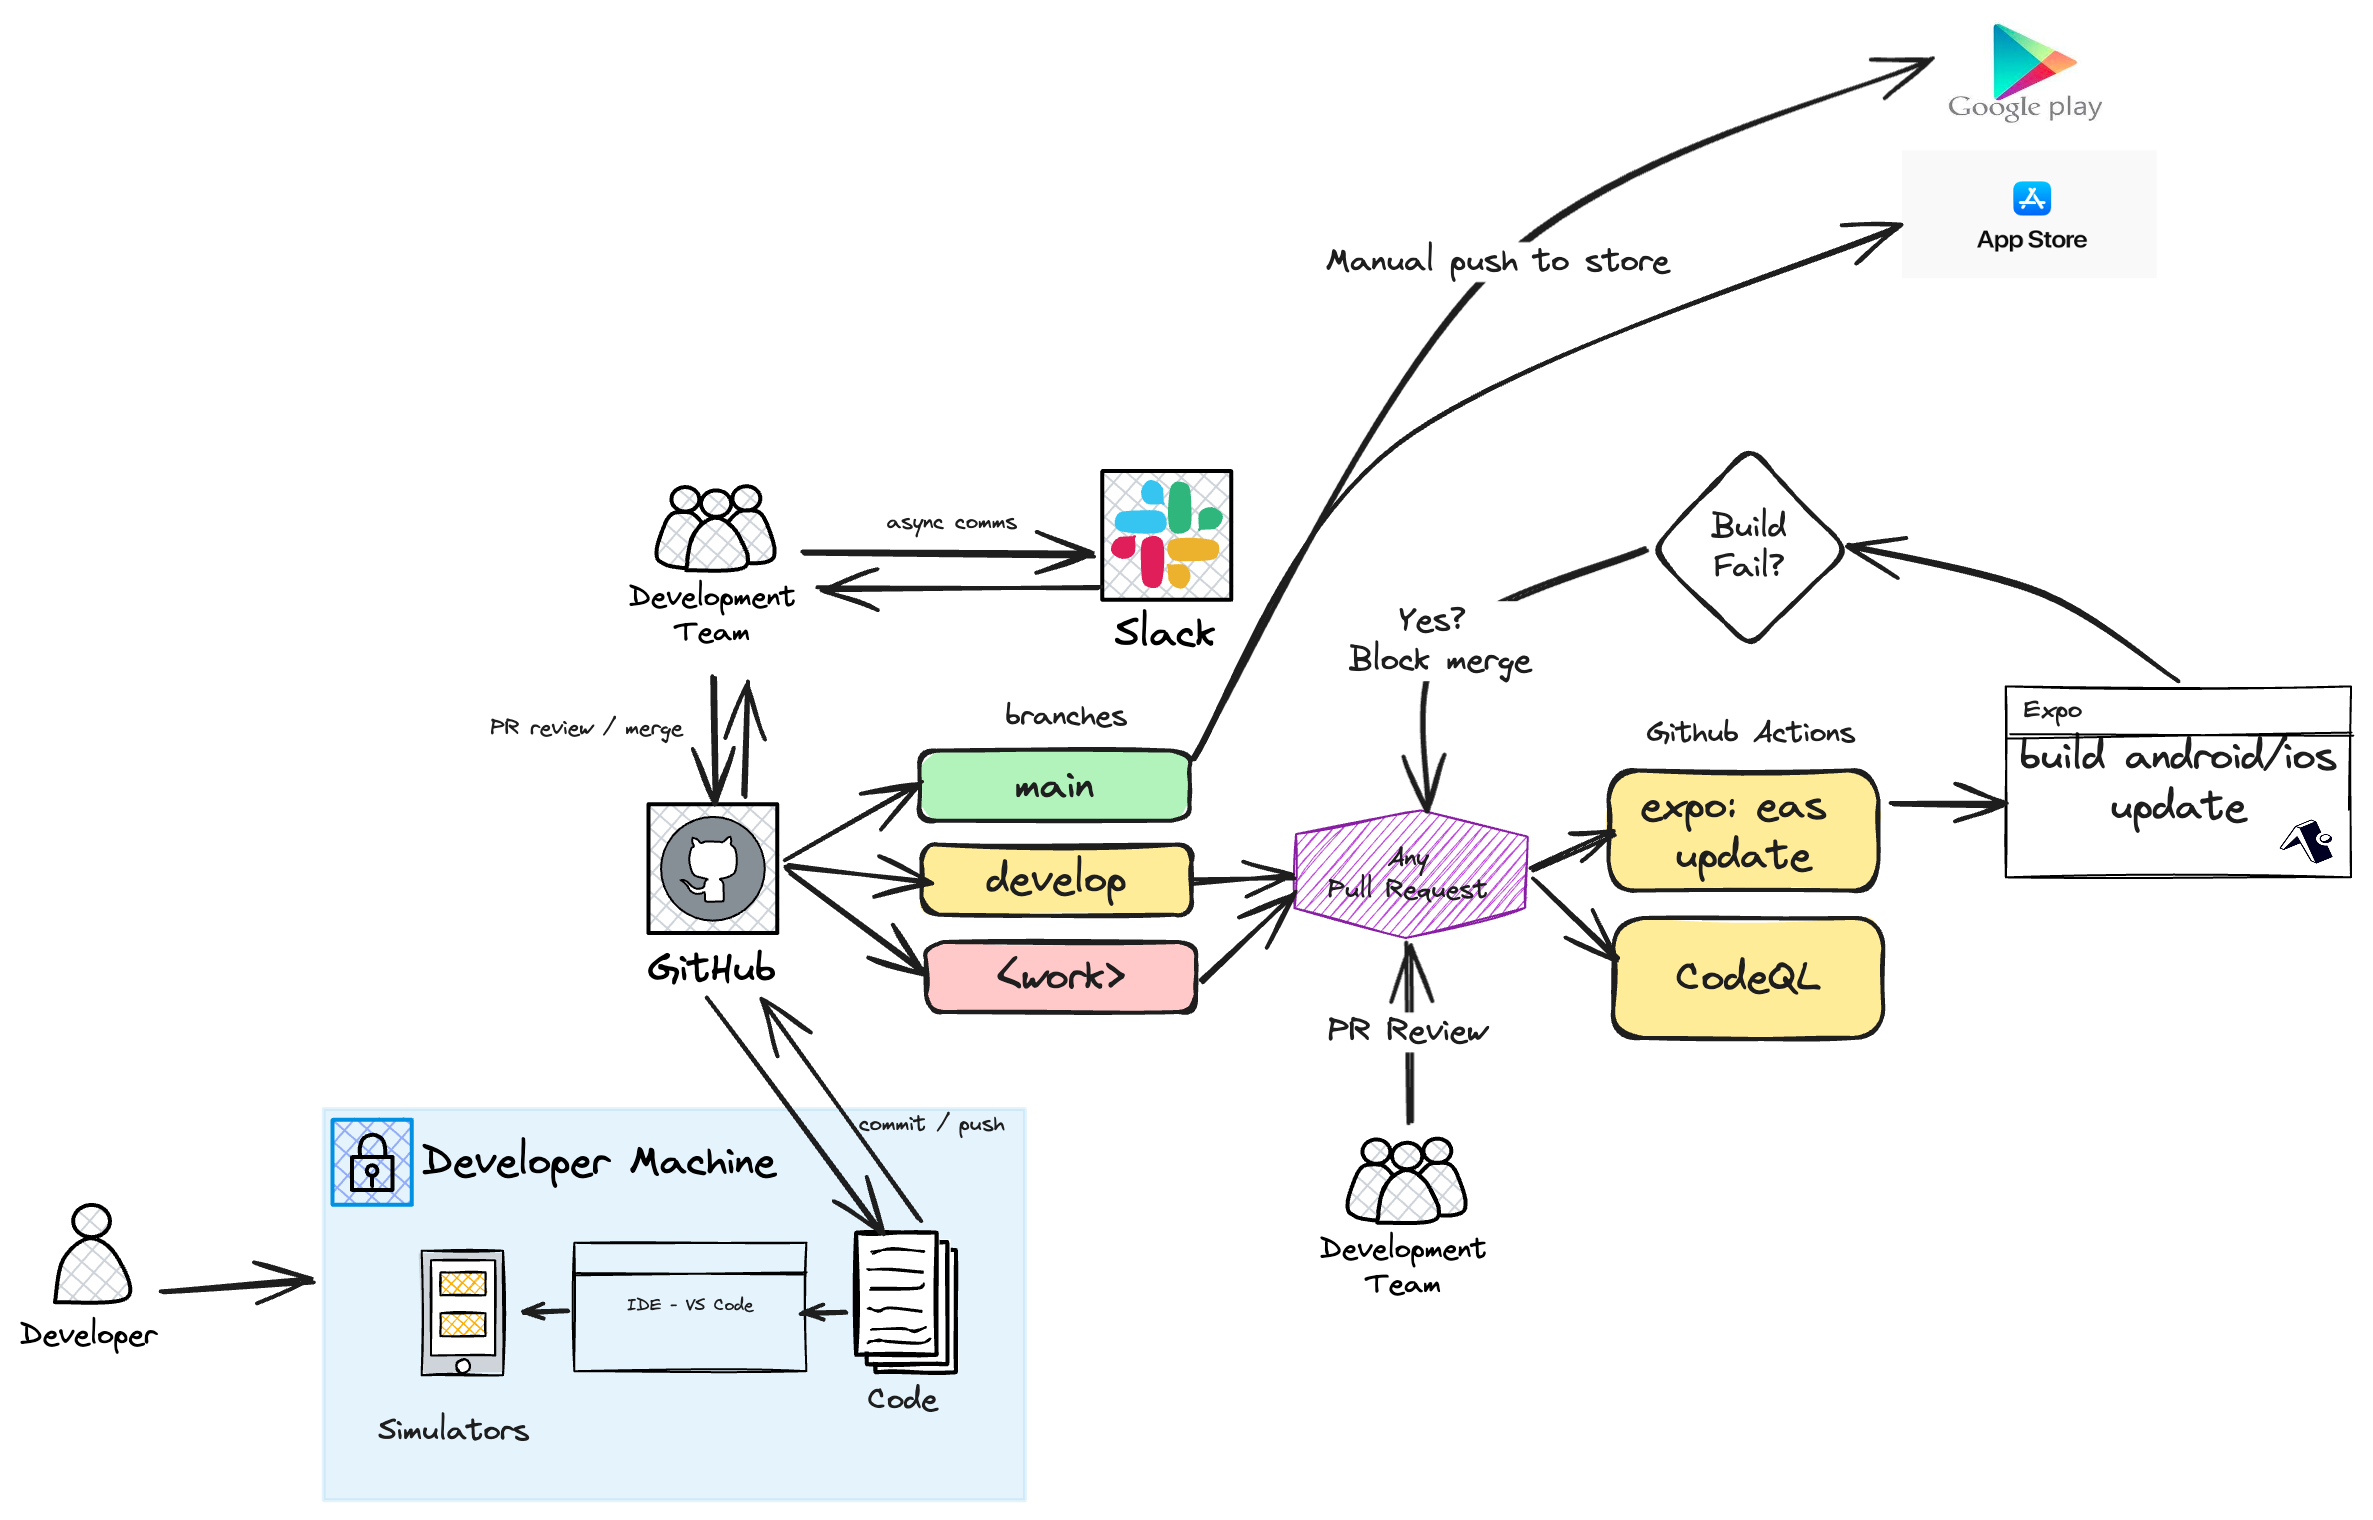 Google play
App Store
Manual push to store
async comms
Slack
Development
Team
Build
Fail?
Yes?
Block merge
PR review / merge
branches
main
develop
<work>
GitHub
Any
Pull Request
Github Actions
expo: eas
update
CodeQL
Expo
build android/ios
update
PR Review
Development
Team
commit / push
Developer Machine
Developer
IDE - VS Code
Simulators
Code